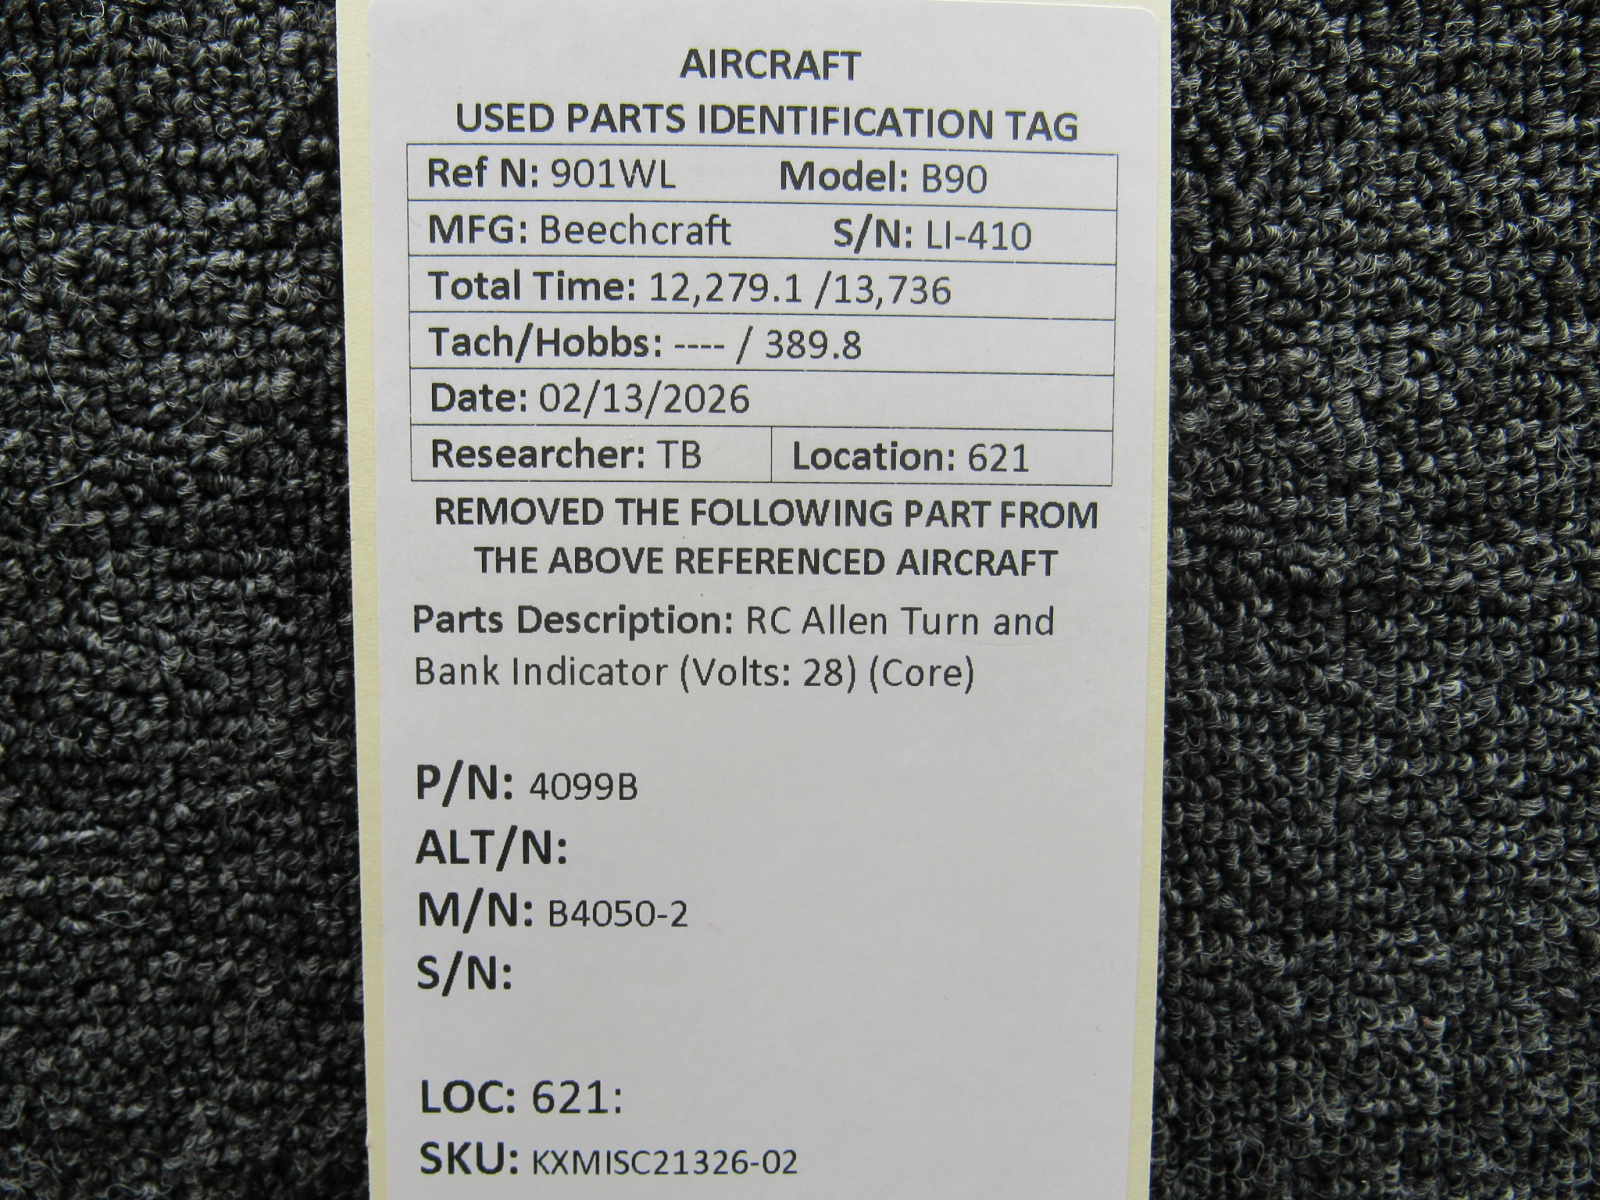 AIRCRAFT
USED PARTS IDENTIFICATION TAG
Ref N: 901WL Model: B90
MFG: Beechcraft S/N: LI-410
Total Time: 12,279.1 /13,736
Tach/Hobbs: ---- / 389.8
Date: 02/13/2026
Researcher: TB Location: 621
REMOVED THE FOLLOWING PART FROM
THE ABOVE REFERENCED AIRCRAFT
Parts Description: RC Allen Turn and
Bank Indicator (Volts: 28) (Core)
P/N: 4099B
ALT/N:
M/N: B4050-2
S/N:
LOC: 621:
SKU: KXMISC21326-02